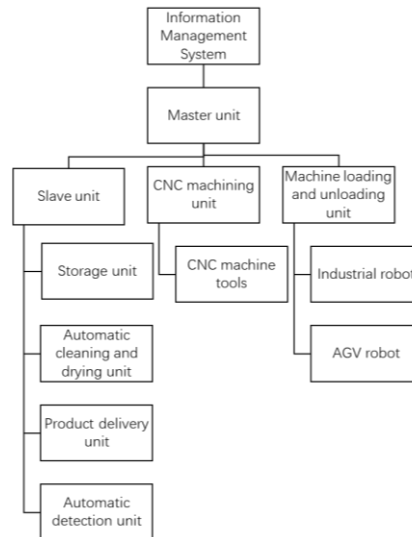 Information
Management
System
Master unit
Slave unit
CNC machining
unit
Machine loading
and unloading
unit
Storage unit
CNC machine
tools
Industrial robot
Automatic
cleaning and
drying unit
AGV robot
Product delivery
unit
Automatic
detection unit